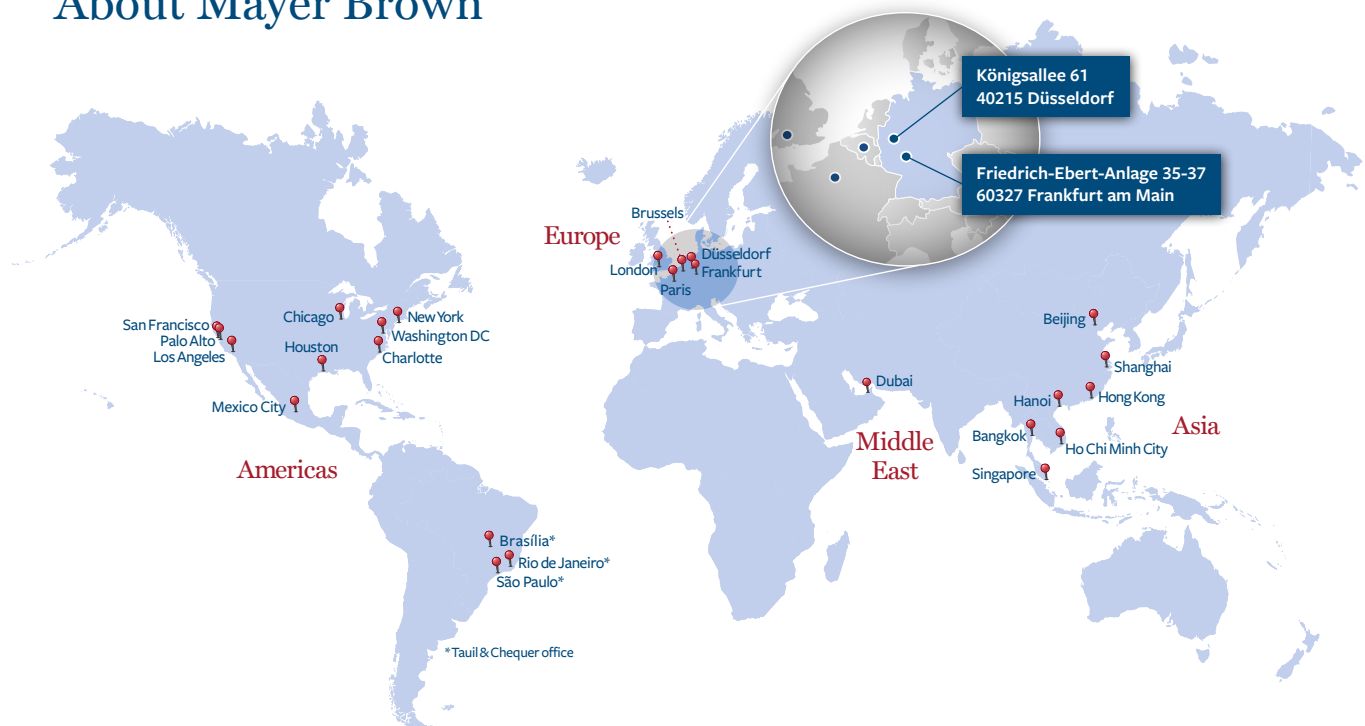 About Mayer Brown
Königsallee 61
40215 Düsseldorf
Friedrich-Ebert-Anlage 35-37
60327 Frankfurt am Main
Europe
Brussels
London
Paris
Düsseldorf
Frankfurt
San Francisco
Palo Alto
Los Angeles
Chicago
Houston
New York
Washington DC
Charlotte
Mexico City
Americas
Brasília*
Rio de Janeiro*
São Paulo*
*Tauil & Chequer office
Dubai
Middle
East
Beijing
Shanghai
Hong Kong
Hanoi
Bangkok
Ho Chi Minh City
Singapore
Asia